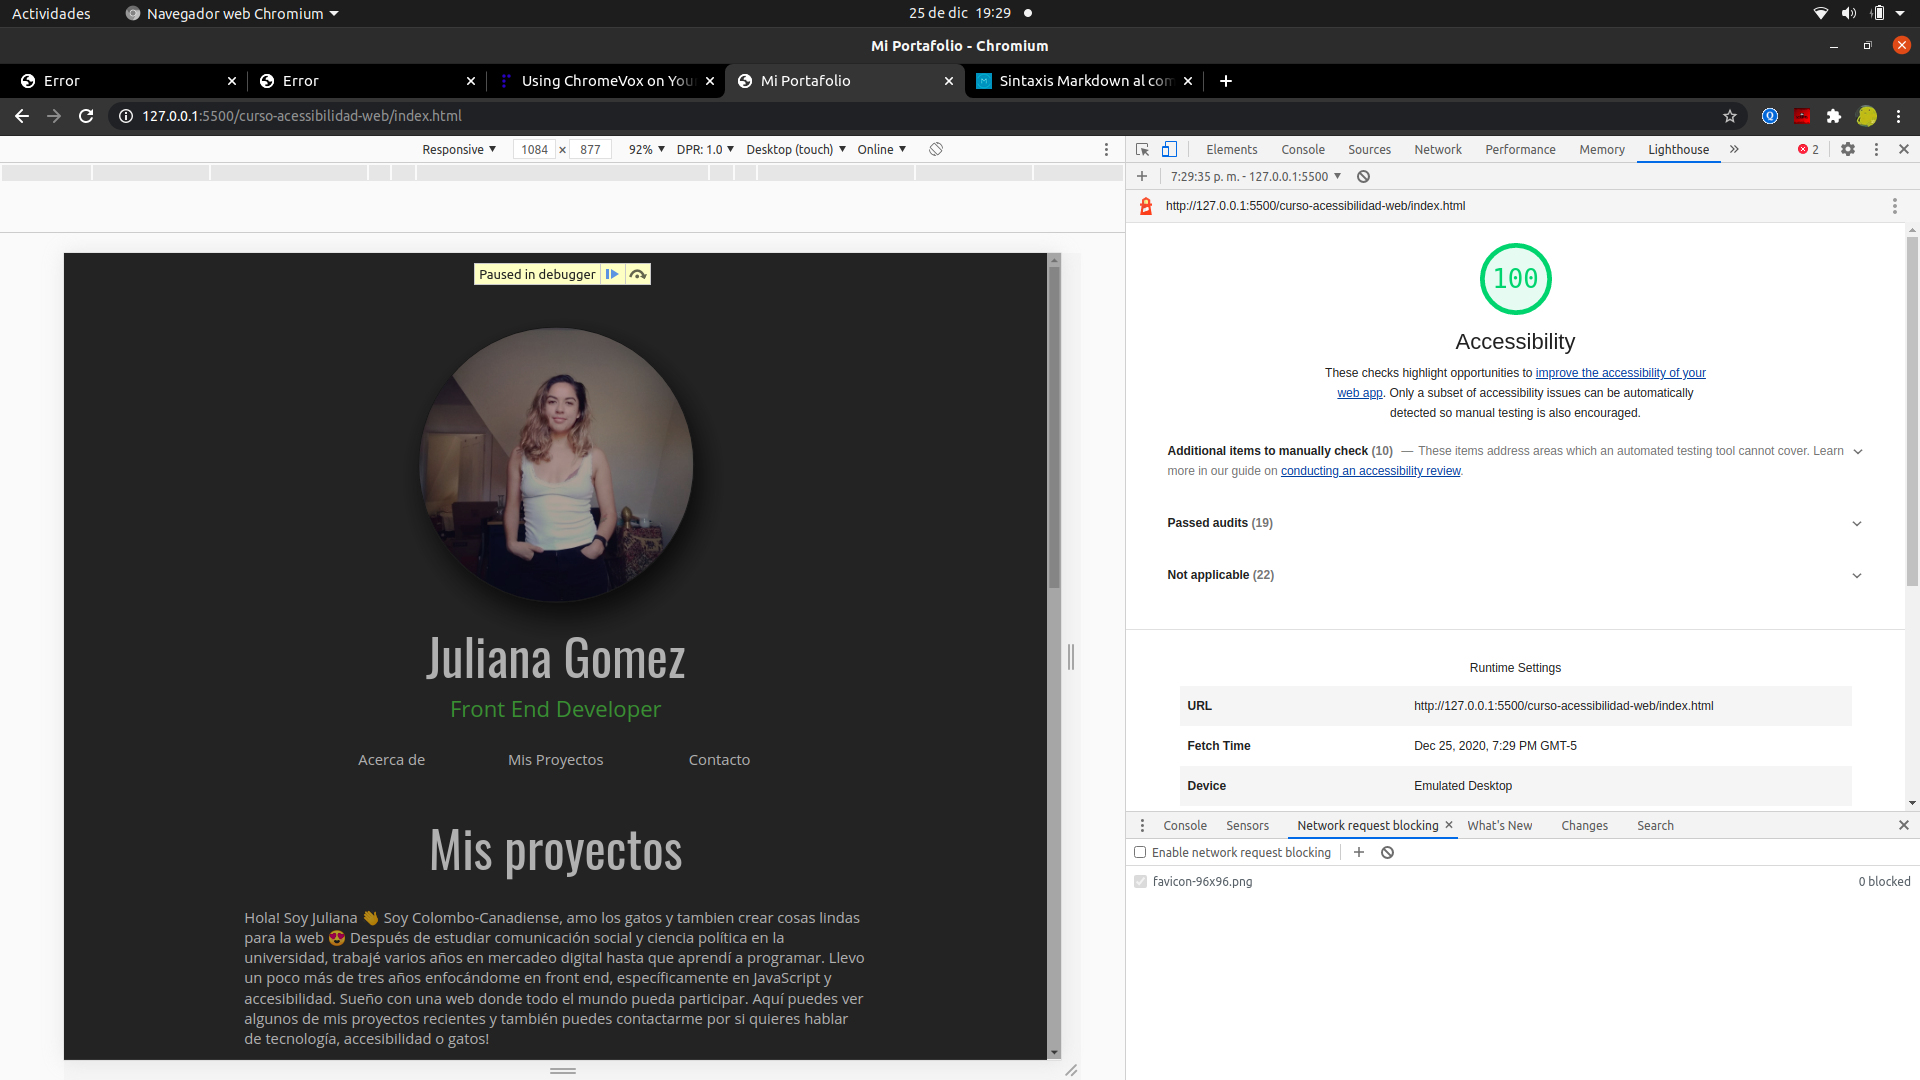 Actividades
Navegador web Chromium
25 de dic 19:29
Mi Portafolio - Chromium
Error
Error
Using ChromeVox on You
Mi Portafolio
Sintaxis Markdown al com
127.0.0.1:5500/curso-acessibilidad-web/index.html
Responsive
1084 x 877
92%
DPR: 1.0
Desktop (touch)
Online
Elements
Console
Sources
Network
Performance
Memory
Lighthouse
2
7:29:35 p. m. - 127.0.0.1:5500
http://127.0.0.1:5500/curso-acessibilidad-web/index.html
Paused in debugger
Juliana Gomez
Front End Developer
Acerca de
Mis Proyectos
Contacto
Mis proyectos
Hola! Soy Juliana 👋 Soy Colombo-Canadiense, amo los gatos y tambien crear cosas lindas
para la web 😍 Después de estudiar comunicación social y ciencia política en la
universidad, trabajé varios años en mercadeo digital hasta que aprendí a programar. Llevo
un poco más de tres años enfocándome en front end, específicamente en JavaScript y
accesibilidad. Sueño con una web donde todo el mundo pueda participar. Aquí puedes ver
algunos de mis proyectos recientes y también puedes contactarme por si quieres hablar
de tecnología, accesibilidad o gatos!
100
Accessibility
These checks highlight opportunities to improve the accessibility of your
web app. Only a subset of accessibility issues can be automatically
detected so manual testing is also encouraged.
Additional items to manually check (10) — These items address areas which an automated testing tool cannot cover. Learn
more in our guide on conducting an accessibility review.
Passed audits (19)
Not applicable (22)
Runtime Settings
URL http://127.0.0.1:5500/curso-acessibilidad-web/index.html
Fetch Time Dec 25, 2020, 7:29 PM GMT-5
Device Emulated Desktop
Console
Sensors
Network request blocking
What's New
Changes
Search
Enable network request blocking
favicon-96x96.png
0 blocked